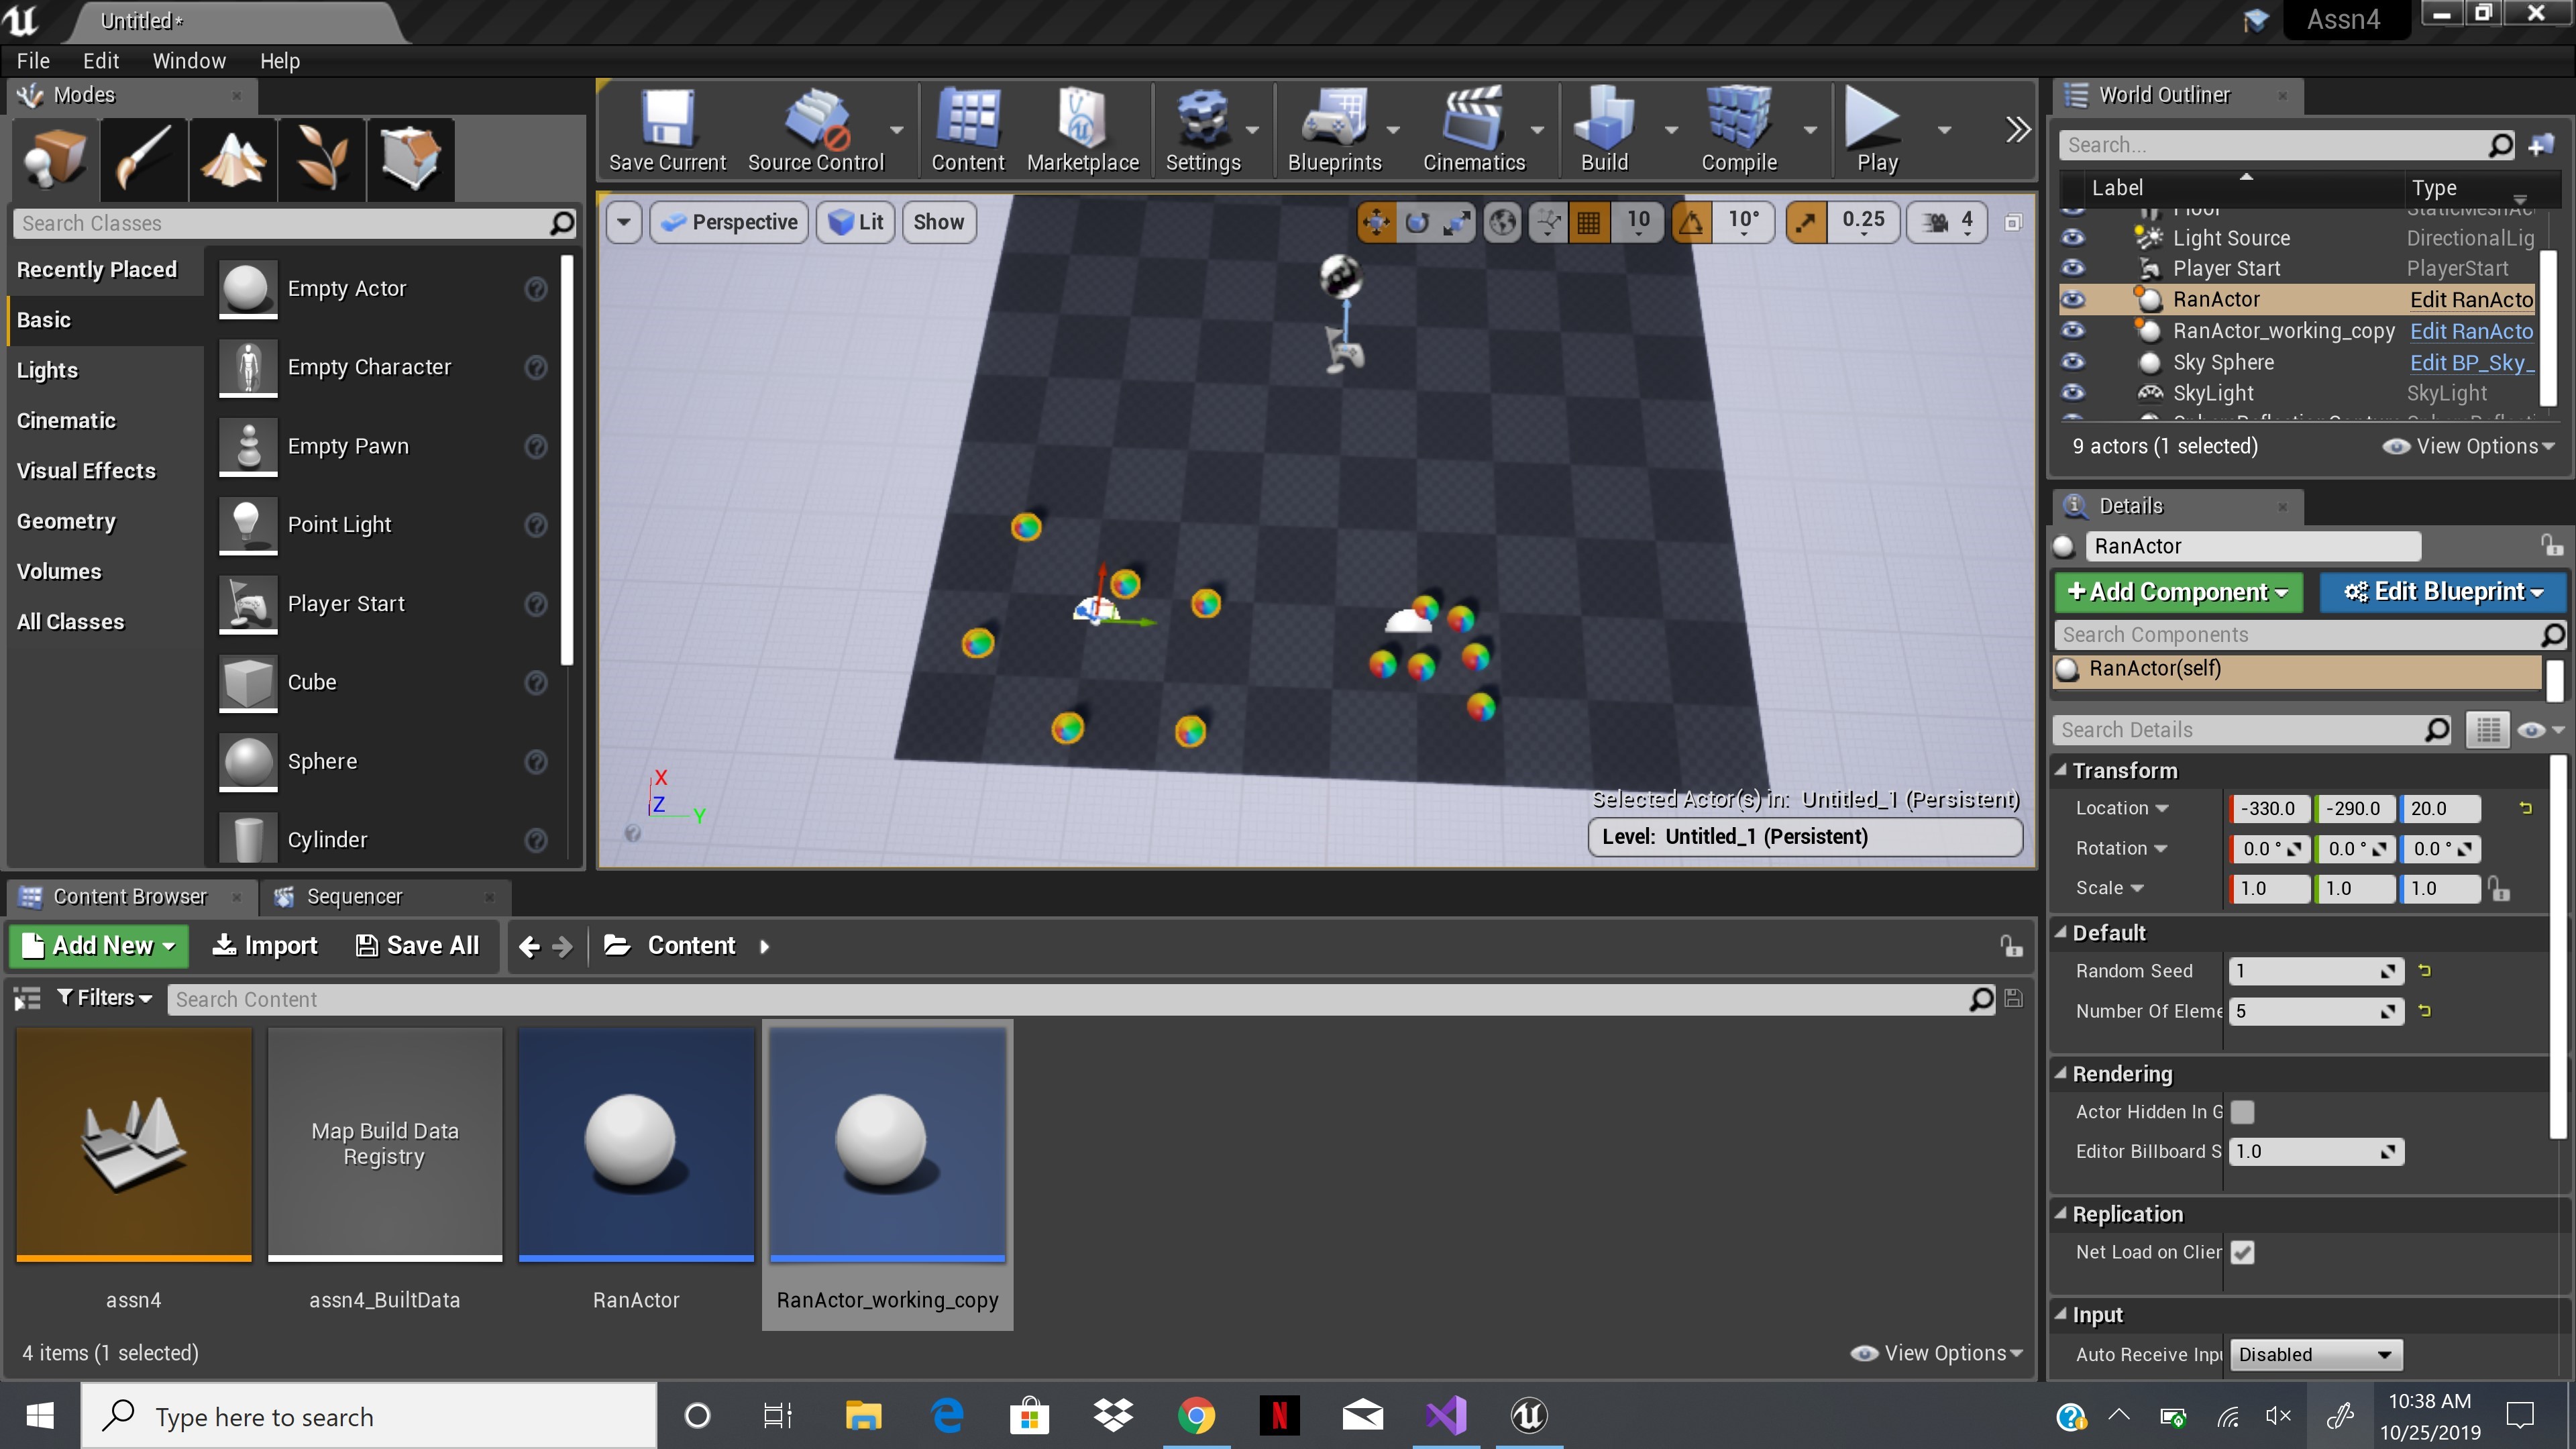 Untitled*
Assn4
File Edit Window Help
Modes
Search Classes
Recently Placed
Basic
Lights
Cinematic
Visual Effects
Geometry
Volumes
All Classes
Empty Actor
Empty Character
Empty Pawn
Point Light
Player Start
Cube
Sphere
Cylinder
Save Current Source Control Content Marketplace Settings Blueprints Cinematics Build Compile Play
Perspective Lit Show 10 10° 0.25 4
X
Z
Y
Selected Actor(s) in: Untitled_1 (Persistent)
Level: Untitled_1 (Persistent)
World Outliner
Search...
Label Type
Floor StaticMeshAc
Light Source DirectionalLig
Player Start PlayerStart
RanActor Edit RanActo
RanActor_working_copy Edit RanActo
Sky Sphere Edit BP_Sky_
SkyLight SkyLight
9 actors (1 selected) View Options
Details
RanActor
+Add Component Edit Blueprint
Search Components
RanActor(self)
Search Details
Transform
Location -330.0 -290.0 20.0
Rotation 0.0 ° 0.0 ° 0.0 °
Scale 1.0 1.0 1.0
Default
Random Seed 1
Number Of Eleme 5
Rendering
Actor Hidden In G
Editor Billboard S 1.0
Replication
Net Load on Clier
Input
Auto Receive Inpu Disabled
Content Browser Sequencer
Add New Import Save All Content
Filters Search Content
Map Build Data
Registry
assn4 assn4_BuiltData RanActor RanActor_working_copy
4 items (1 selected) View Options
Type here to search
10:38 AM
10/25/2019